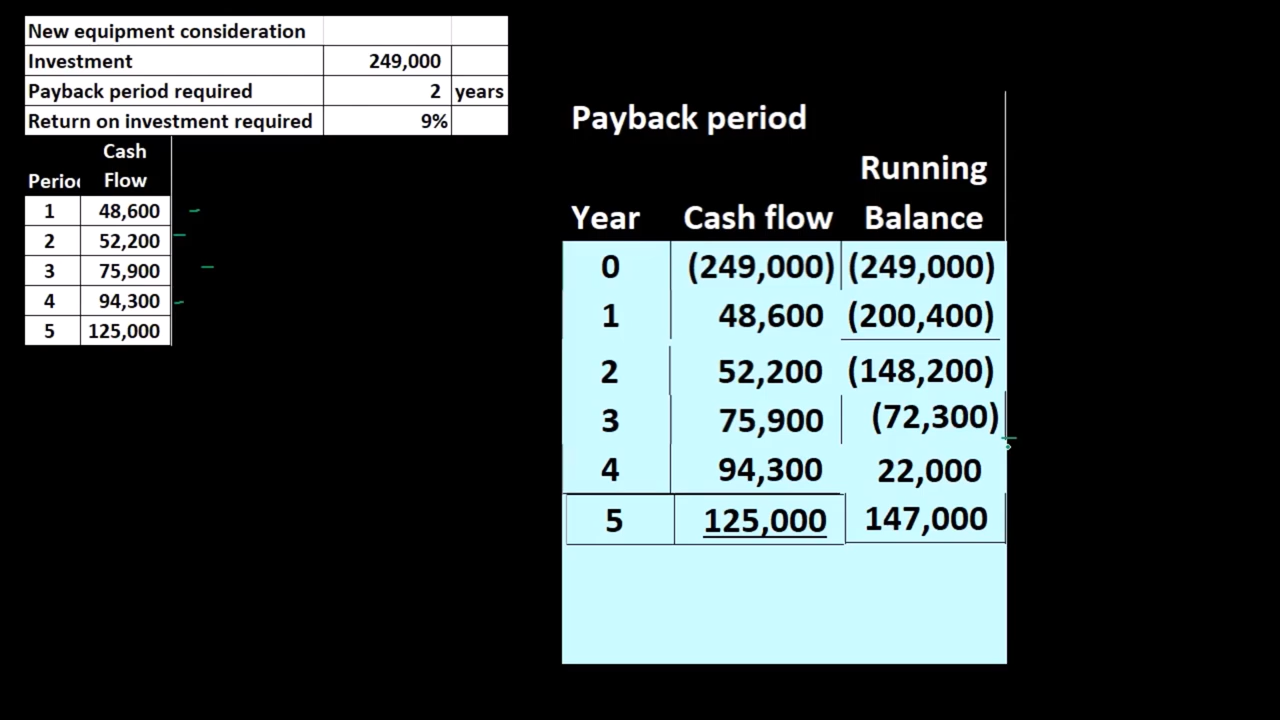 New equipment consideration
Investment 249,000
Payback period required 2 years
Return on investment required 9%
Cash
Perio Flow
1 48,600
2 52,200
3 75,900
4 94,300
5 125,000
Payback period
Running
Year Cash flow Balance
0 (249,000) (249,000)
1 48,600 (200,400)
2 52,200 (148,200)
3 75,900 (72,300)
4 94,300 22,000
5 125,000 147,000